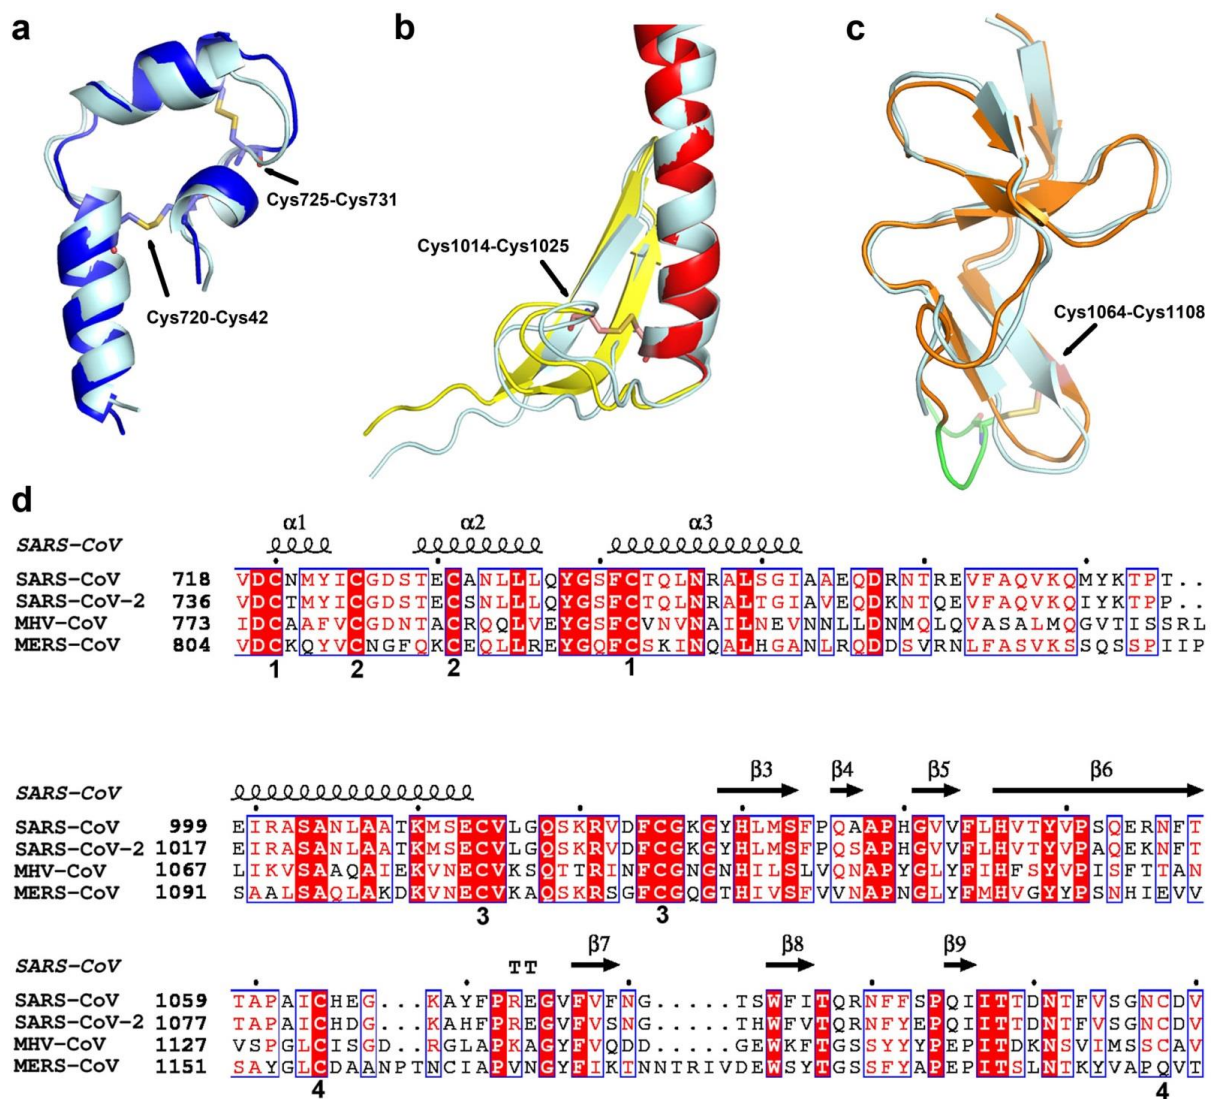 a
b
c
Cys725-Cys731
Cys720-Cys42
Cys1014-Cys1025
Cys1064-Cys1108
d
α1 α2 α3
SARS-CoV
SARS-CoV 718 VDCNMYICGDSTECANLLLQYGSFCTQLNRALSGIAAEQDRNTREVFAQVKQMYKTPT..
SARS-CoV-2 736 VDCTMYICGDSTECSNLLLQYGSFCTQLNRALTGIAVEQDKNTQEVFAQVKQIYKTPP..
MHV-CoV 773 IDCAAFVCGDNTACRQQLVEYGSFCVNVNAILNEVNNLLDNMQLQVASALMQGVTISSRL
MERS-CoV 804 VDCKQYVCNGFQKCEQLLREYGQFCSKINQALHGANLRQDDSVRNLFASVKSSQSSPIIP
1 2 2 1
β3 β4 β5 β6
SARS-CoV
SARS-CoV 999 EIRASANLAATKMSECVLGQSKRVDFCGKGYHLMSFPQAAPHGVVFLHVTYVPSQERNFT
SARS-CoV-2 1017 EIRASANLAATKMSECVLGQSKRVDFCGKGYHLMSFPQSAPHGVVFLHVTYVPAQEKNFT
MHV-CoV 1067 LIKVSAAQAIEKVNECVKSQTTRINFCGNGNHILSLVQNAPYGLYFIHFSYVPISFTTAN
MERS-CoV 1091 SAALSAQLAKDKVNECVKAQSKRSGFCGQGTHIVSFVVNAPNGLYFMHVGYYPSNHIEVV
3 3
TT β7 β8 β9
SARS-CoV
SARS-CoV 1059 TAPAICHEG...KAYFPREGVFVFNG.....TSWFITQRNFFSPQIITTDNTFVSGNCDV
SARS-CoV-2 1077 TAPAICHDG...KAHFPREGVFVSNG.....THWFVTQRNFYEPQIITTDNTFVSGNCDV
MHV-CoV 1127 VSPGLCISGD..RGLAPKAGYFVQDD.....GEWKFTGSSYYYPEPITDKNSVIMSSCAV
MERS-CoV 1151 SAYGLCDAANPTNCIAPVNGYFIKTNNTRIVDEWSYTGSSFYAPEPITSLNTKYVAPQVT
4 4